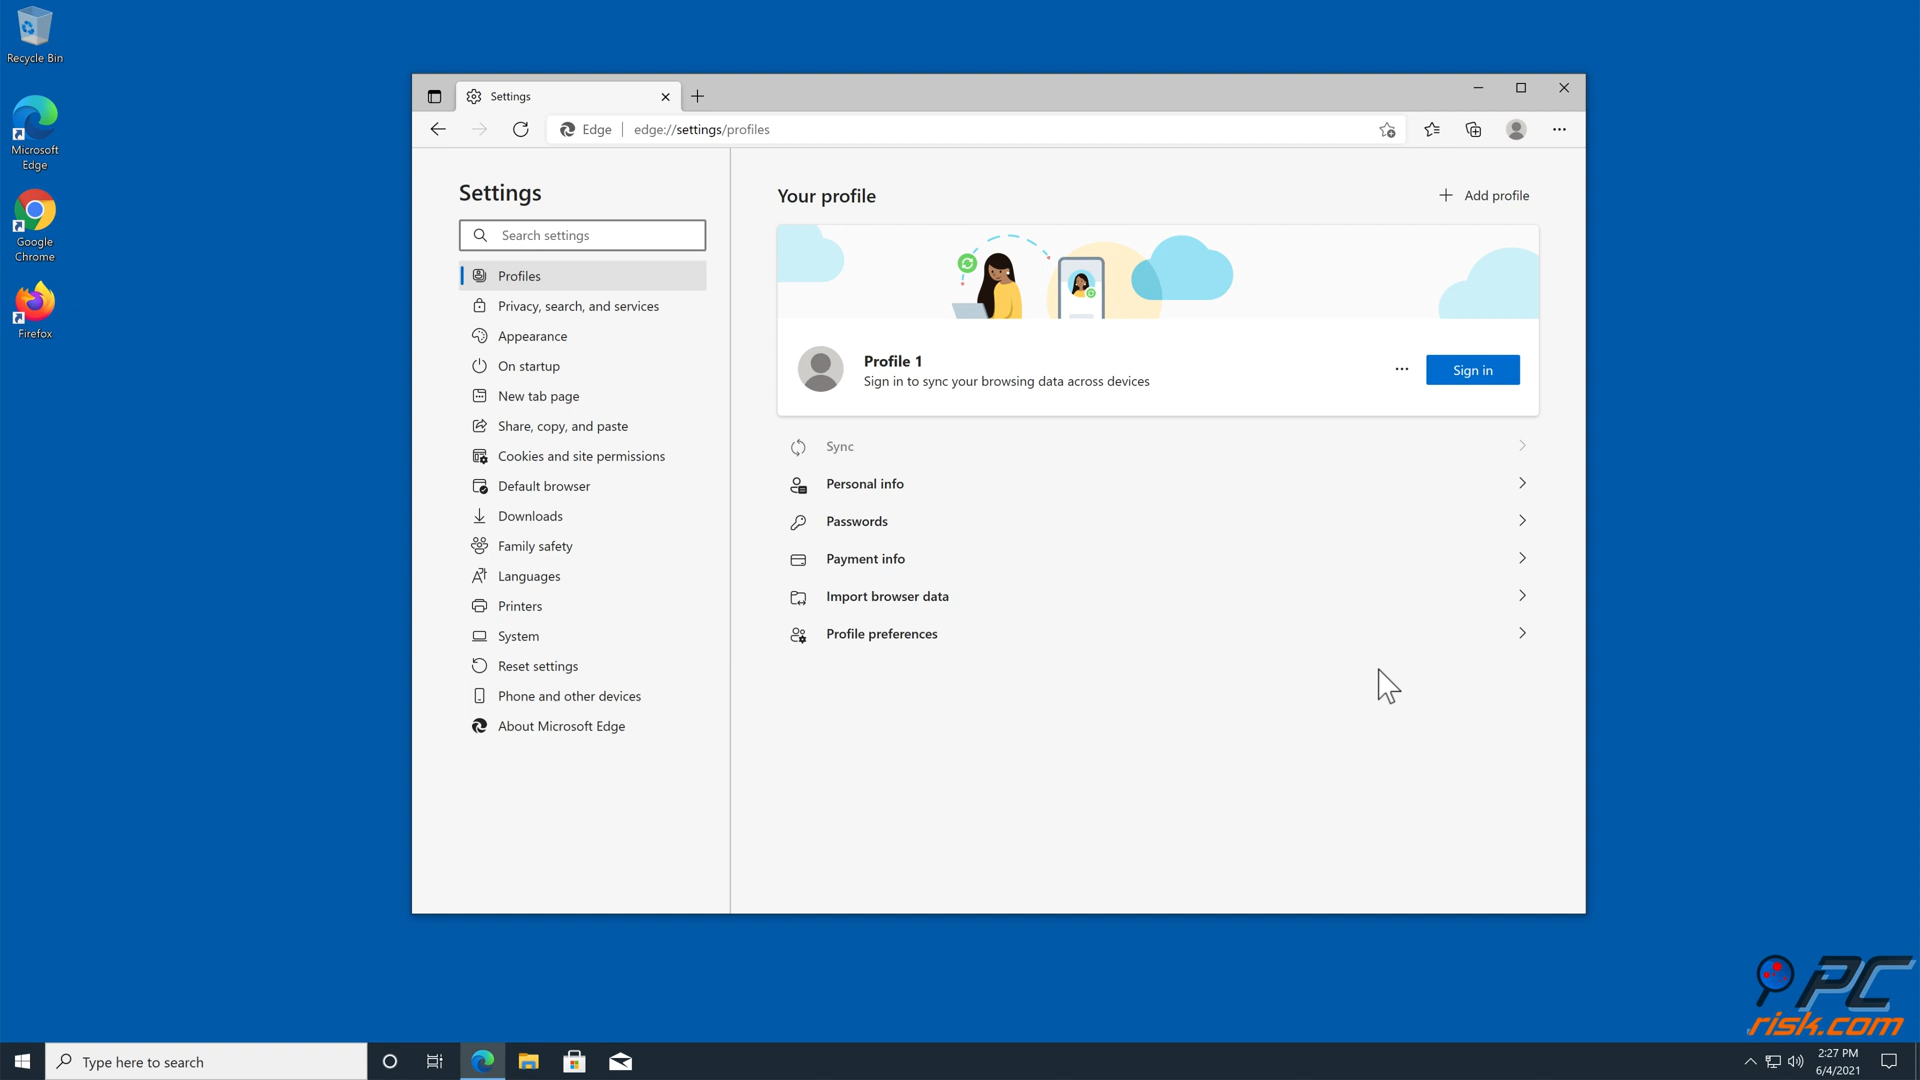 Recycle Bin
Microsoft
Edge
Google
Chrome
Firefox
Settings
Edge
edge://settings/profiles
Settings
Search settings
Profiles
Privacy, search, and services
Appearance
On startup
New tab page
Share, copy, and paste
Cookies and site permissions
Default browser
Downloads
Family safety
Languages
Printers
System
Reset settings
Phone and other devices
About Microsoft Edge
Your profile
Add profile
Profile 1
Sign in to sync your browsing data across devices
Sign in
Sync
Personal info
Passwords
Payment info
Import browser data
Profile preferences
PC
risk.com
Type here to search
2:27 PM
6/4/2021